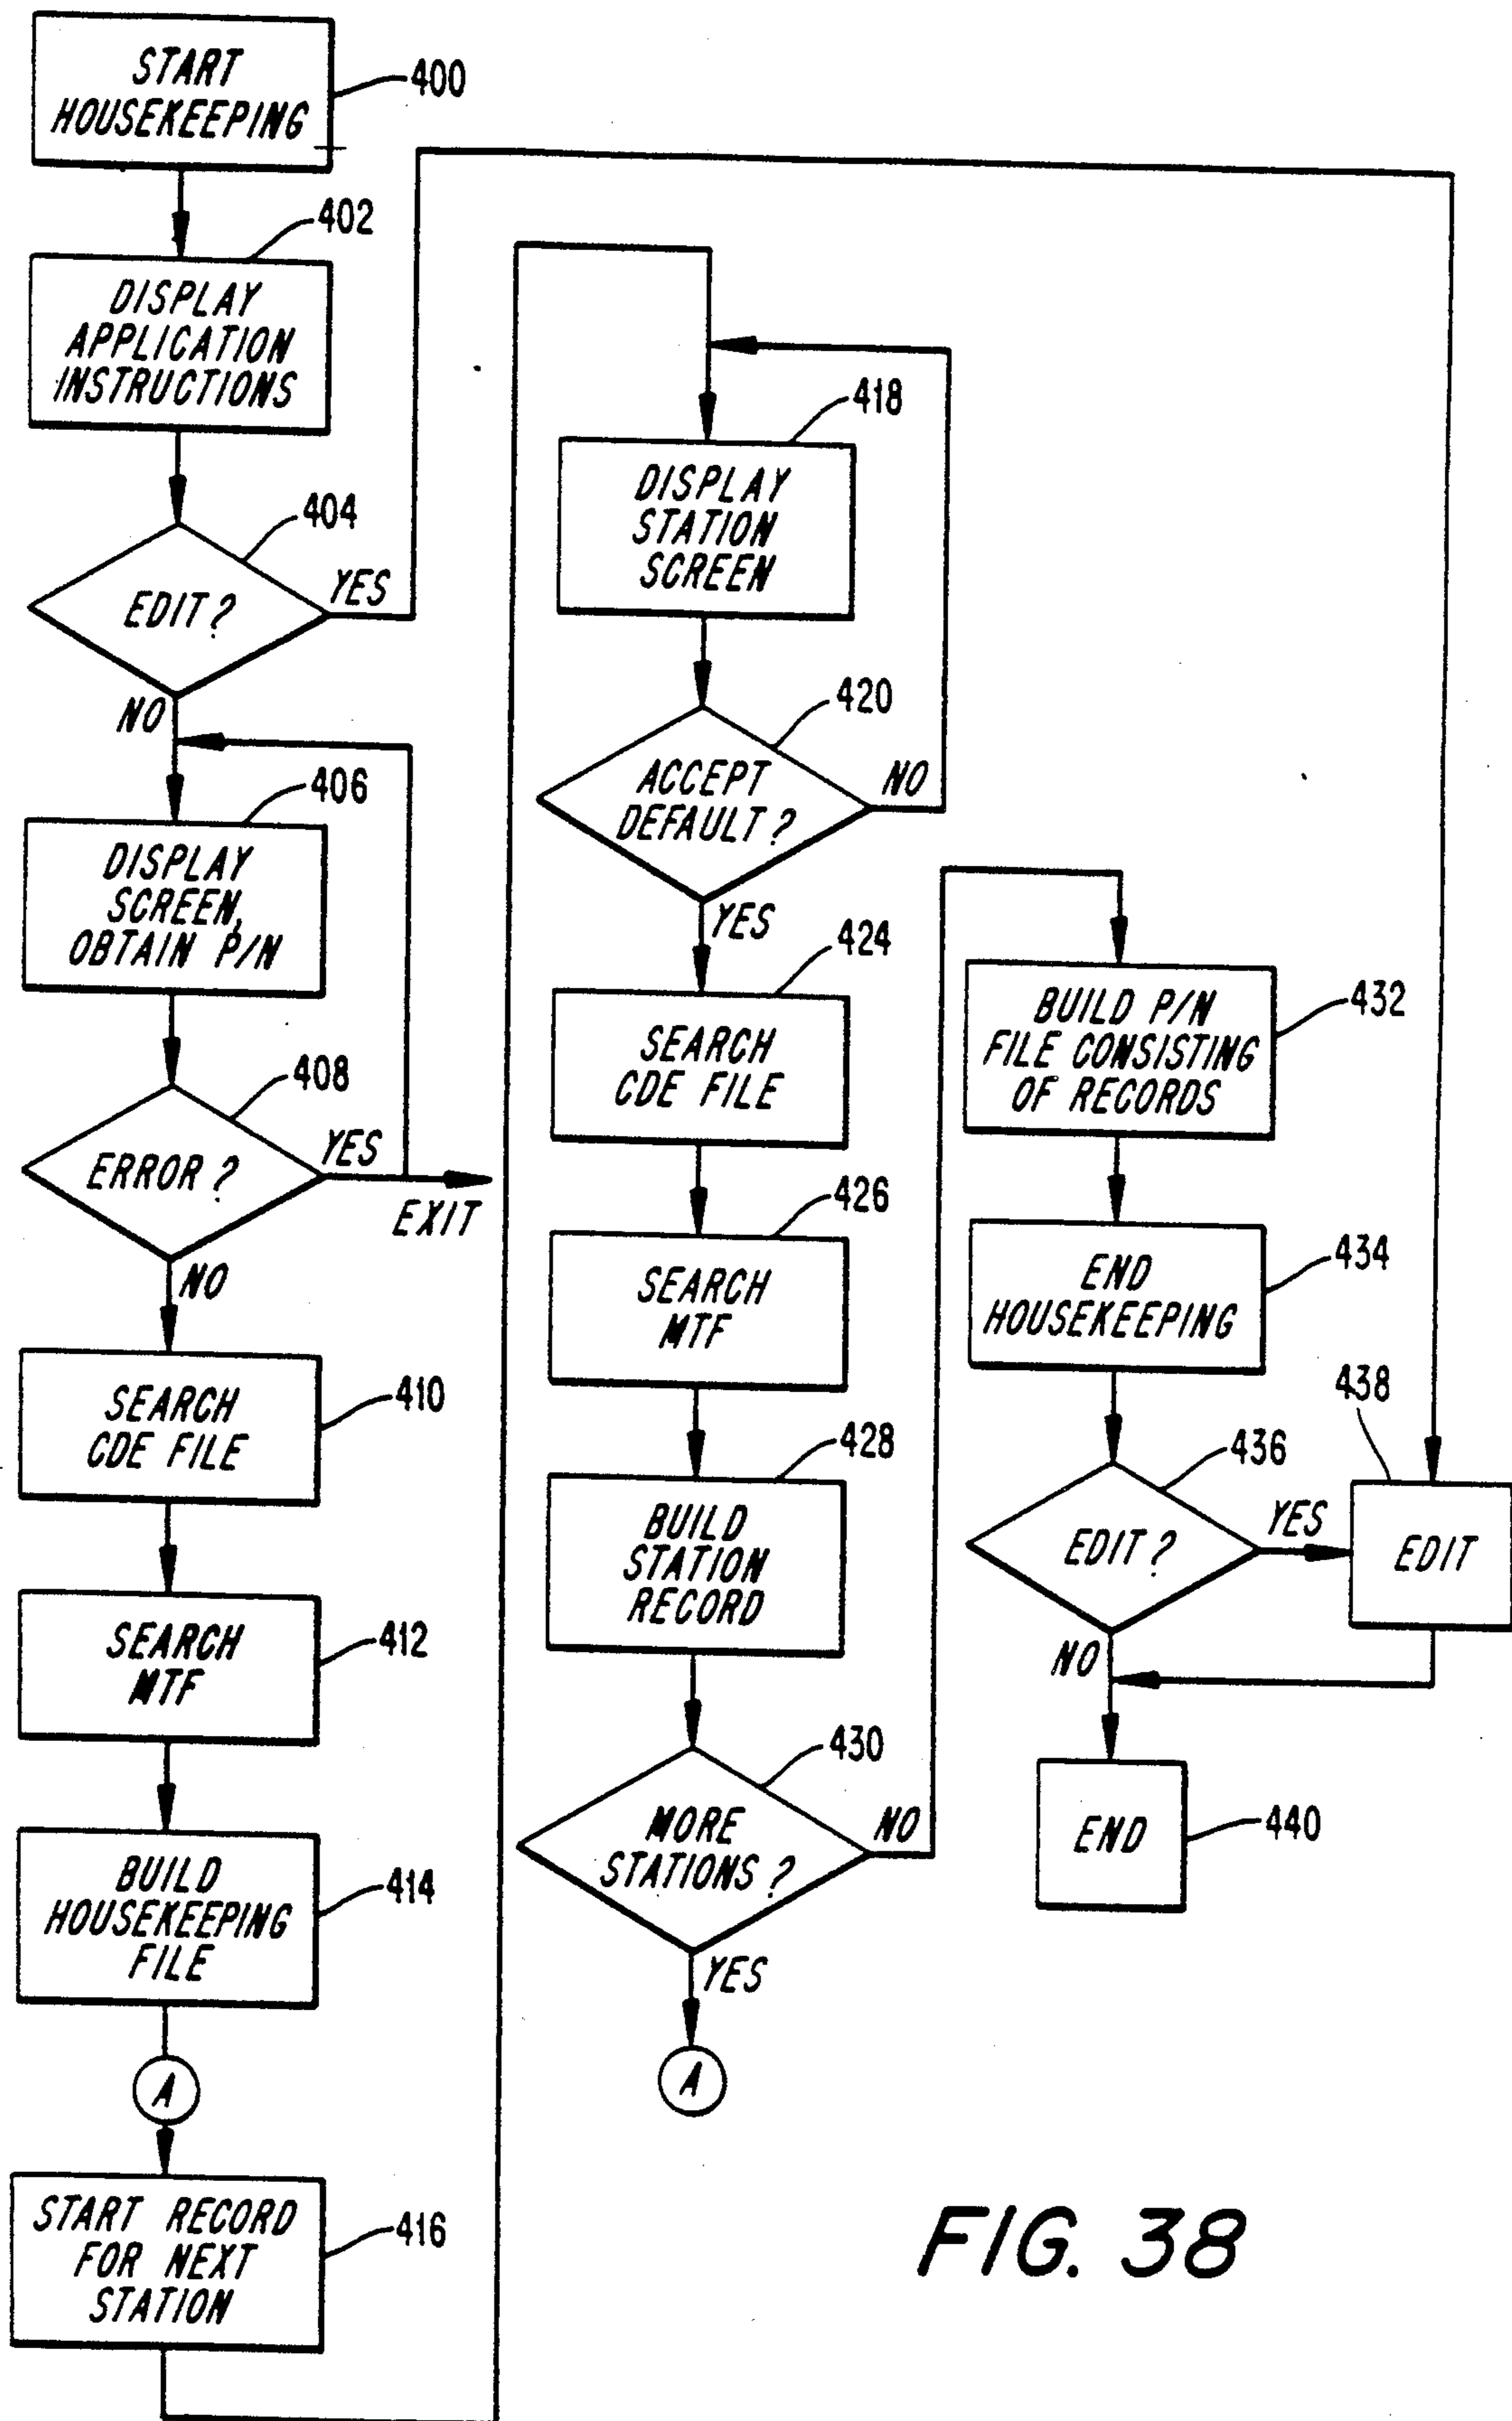 START
HOUSEKEEPING
400
402
DISPLAY
APPLICATION
INSTRUCTIONS
404
EDIT?
YES
NO
406
DISPLAY
SCREEN,
OBTAIN P/N
408
ERROR?
YES
EXIT
NO
SEARCH
CDE FILE
410
SEARCH
MTF
412
BUILD
HOUSEKEEPING
FILE
414
A
START RECORD
FOR NEXT
STATION
416
418
DISPLAY
STATION
SCREEN
420
ACCEPT
DEFAULT?
NO
YES
424
SEARCH
CDE FILE
426
SEARCH
MTF
428
BUILD
STATION
RECORD
430
MORE
STATIONS?
NO
YES
A
BUILD P/N
FILE CONSISTING
OF RECORDS
432
END
HOUSEKEEPING
434
436
EDIT?
YES
NO
438
EDIT
END
440
FIG. 38